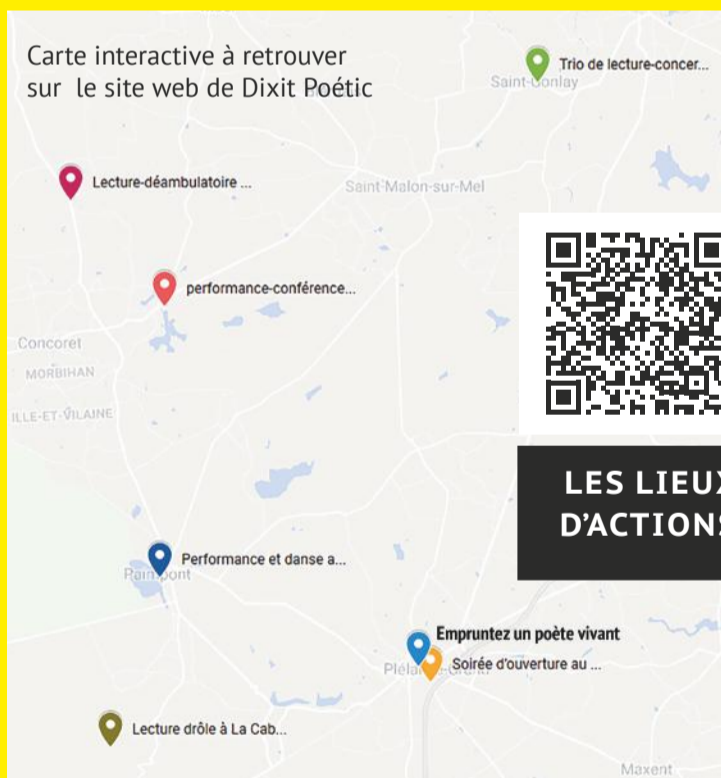 Carte interactive à retrouver
sur le site web de Dixit Poétic
Trio de lecture-concer...
Saint-Gonlay
Lecture-déambulatoire ...
Saint-Malon-sur-Mel
performance-conférence...
Concoret
MORBIHAN
ILLE-ET-VILAINE
LES LIEUX
D'ACTIONS
Performance et danse a...
Paimpont
Empruntez un poète vivant
Soirée d'ouverture au ...
Lecture drôle à La Cab...
Maxent